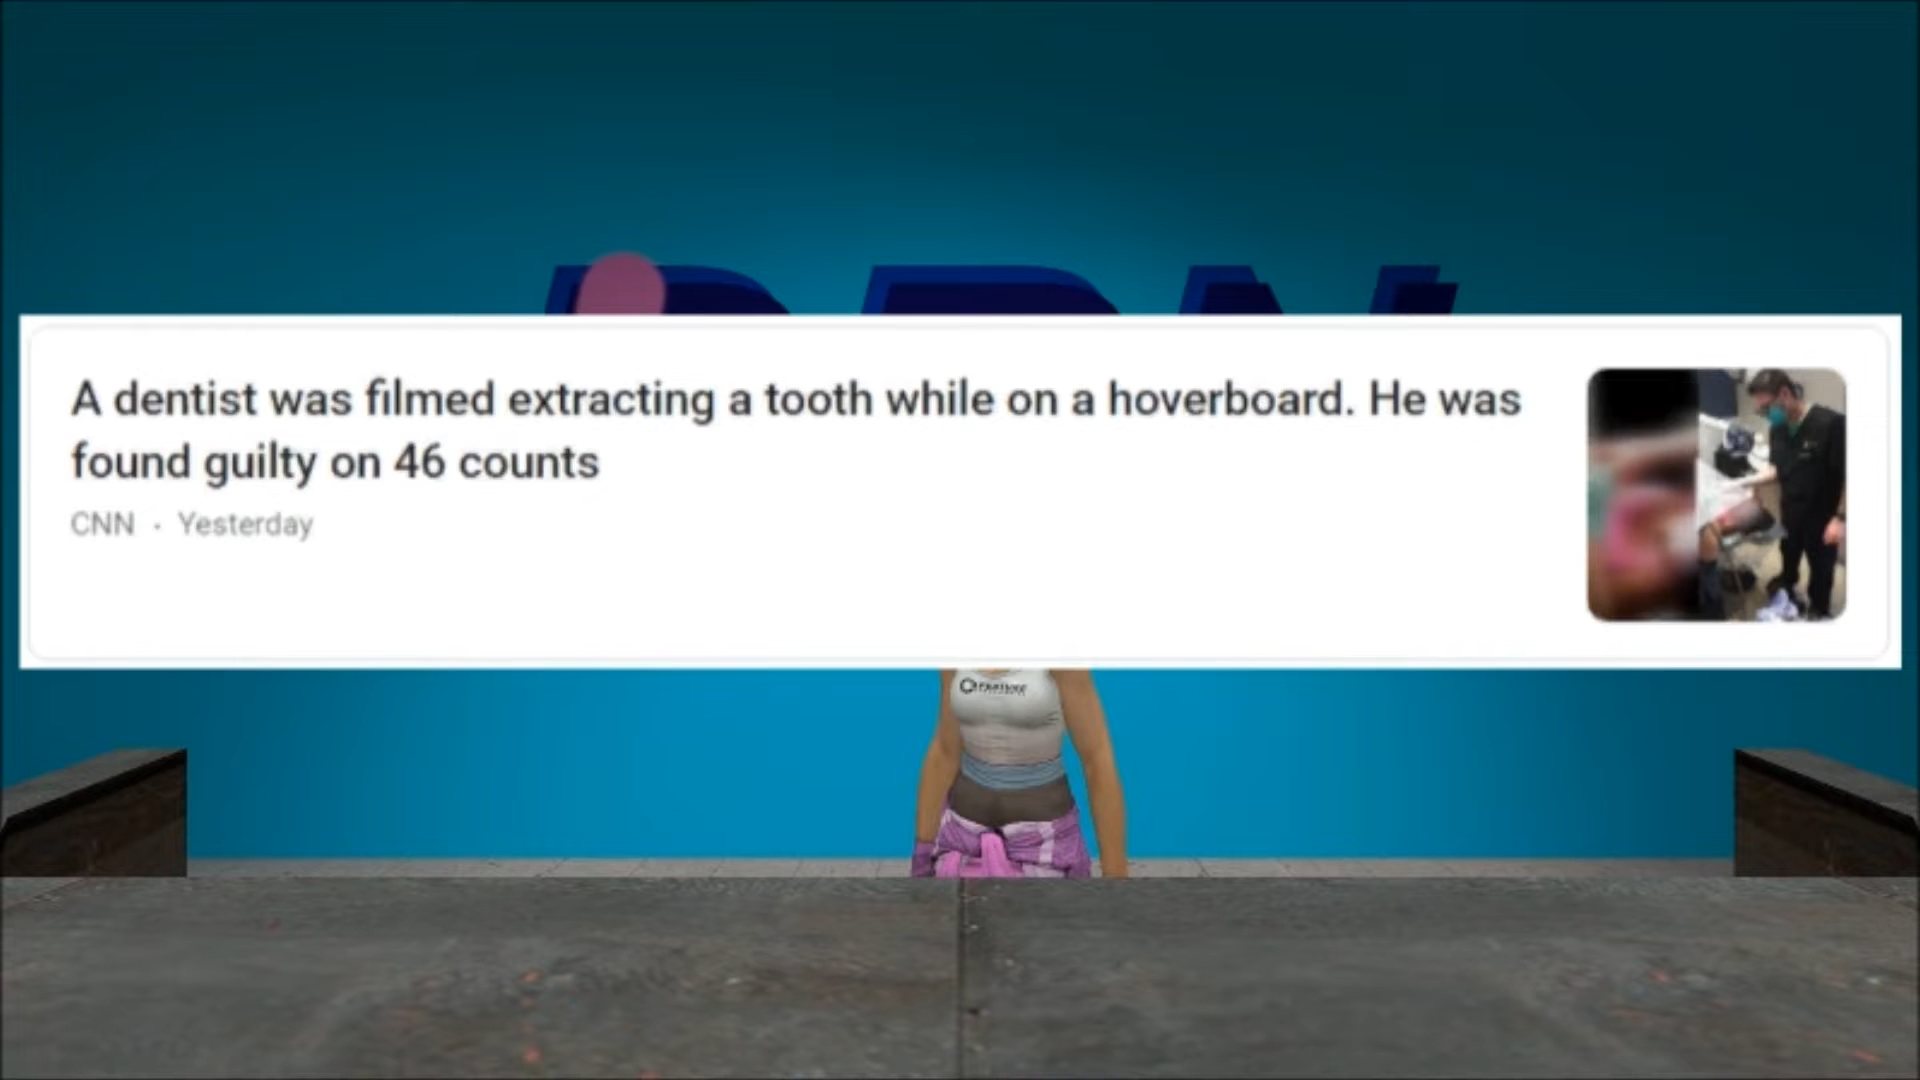 A dentist was filmed extracting a tooth while on a hoverboard. He was
found guilty on 46 counts
CNN · Yesterday